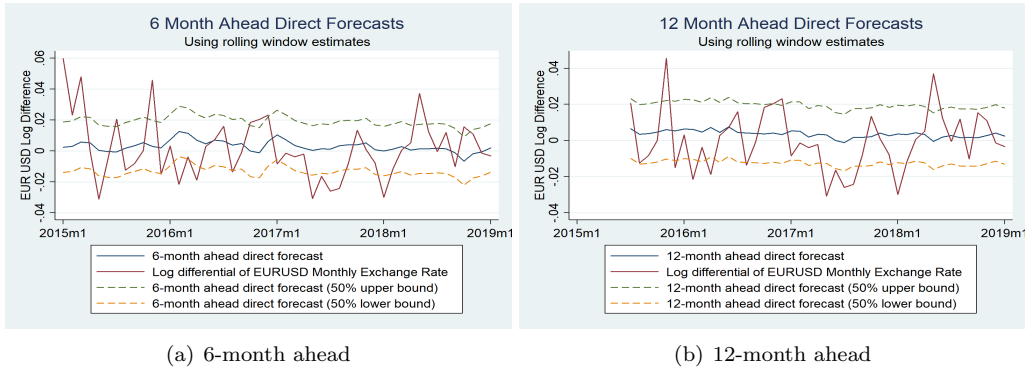 6 Month Ahead Direct Forecasts
Using rolling window estimates
EUR USD Log Difference
.06
.04
.02
0
-.02
-.04
2015m1 2016m1 2017m1 2018m1 2019m1
6-month ahead direct forecast
Log differential of EURUSD Monthly Exchange Rate
6-month ahead direct forecast (50% upper bound)
6-month ahead direct forecast (50% lower bound)
(a) 6-month ahead
12 Month Ahead Direct Forecasts
Using rolling window estimates
EUR USD Log Difference
.04
.02
0
-.02
-.04
2015m1 2016m1 2017m1 2018m1 2019m1
12-month ahead direct forecast
Log differential of EURUSD Monthly Exchange Rate
12-month ahead direct forecast (50% upper bound)
12-month ahead direct forecast (50% lower bound)
(b) 12-month ahead